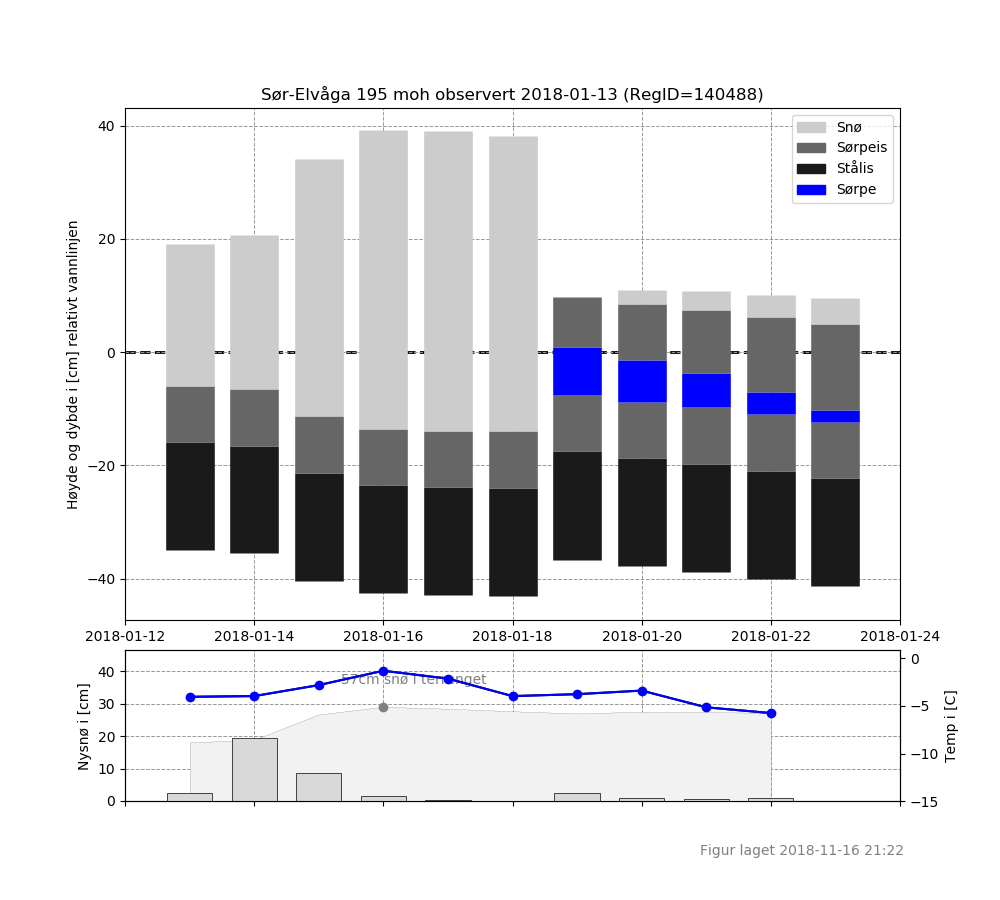 Sør-Elvåga 195 moh observert 2018-01-13 (RegID=140488)
Høyde og dybde i [cm] relativt vannlinjen
40
20
0
−20
−40
Snø
Sørpeis
Stålis
Sørpe
2018-01-12 2018-01-14 2018-01-16 2018-01-18 2018-01-20 2018-01-22 2018-01-24
Nysnø i [cm]
40
30
20
10
0
57cm snø i terrenget
0
−5
−10
−15
Temp i [C]
Figur laget 2018-11-16 21:22